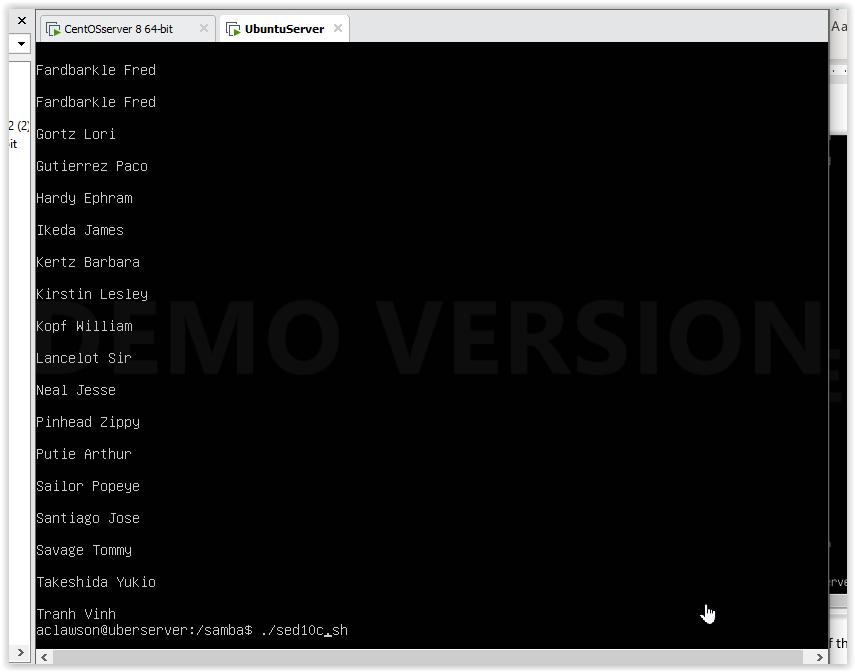 CentOSserver 8 64-bit
UbuntuServer
Aa
2 (2)
it
Fardbarkle Fred
Fardbarkle Fred
Gortz Lori
Gutierrez Paco
Hardy Ephram
Ikeda James
Kertz Barbara
Kirstin Lesley
Kopf William
Lancelot Sir
Neal Jesse
Pinhead Zippy
Putie Arthur
Sailor Popeye
Santiago Jose
Savage Tommy
Takeshida Yukio
Tranh Vinh
aclawson@uberserver:/samba$ ./sed10c.sh
DEMO VERSION
erve
f th